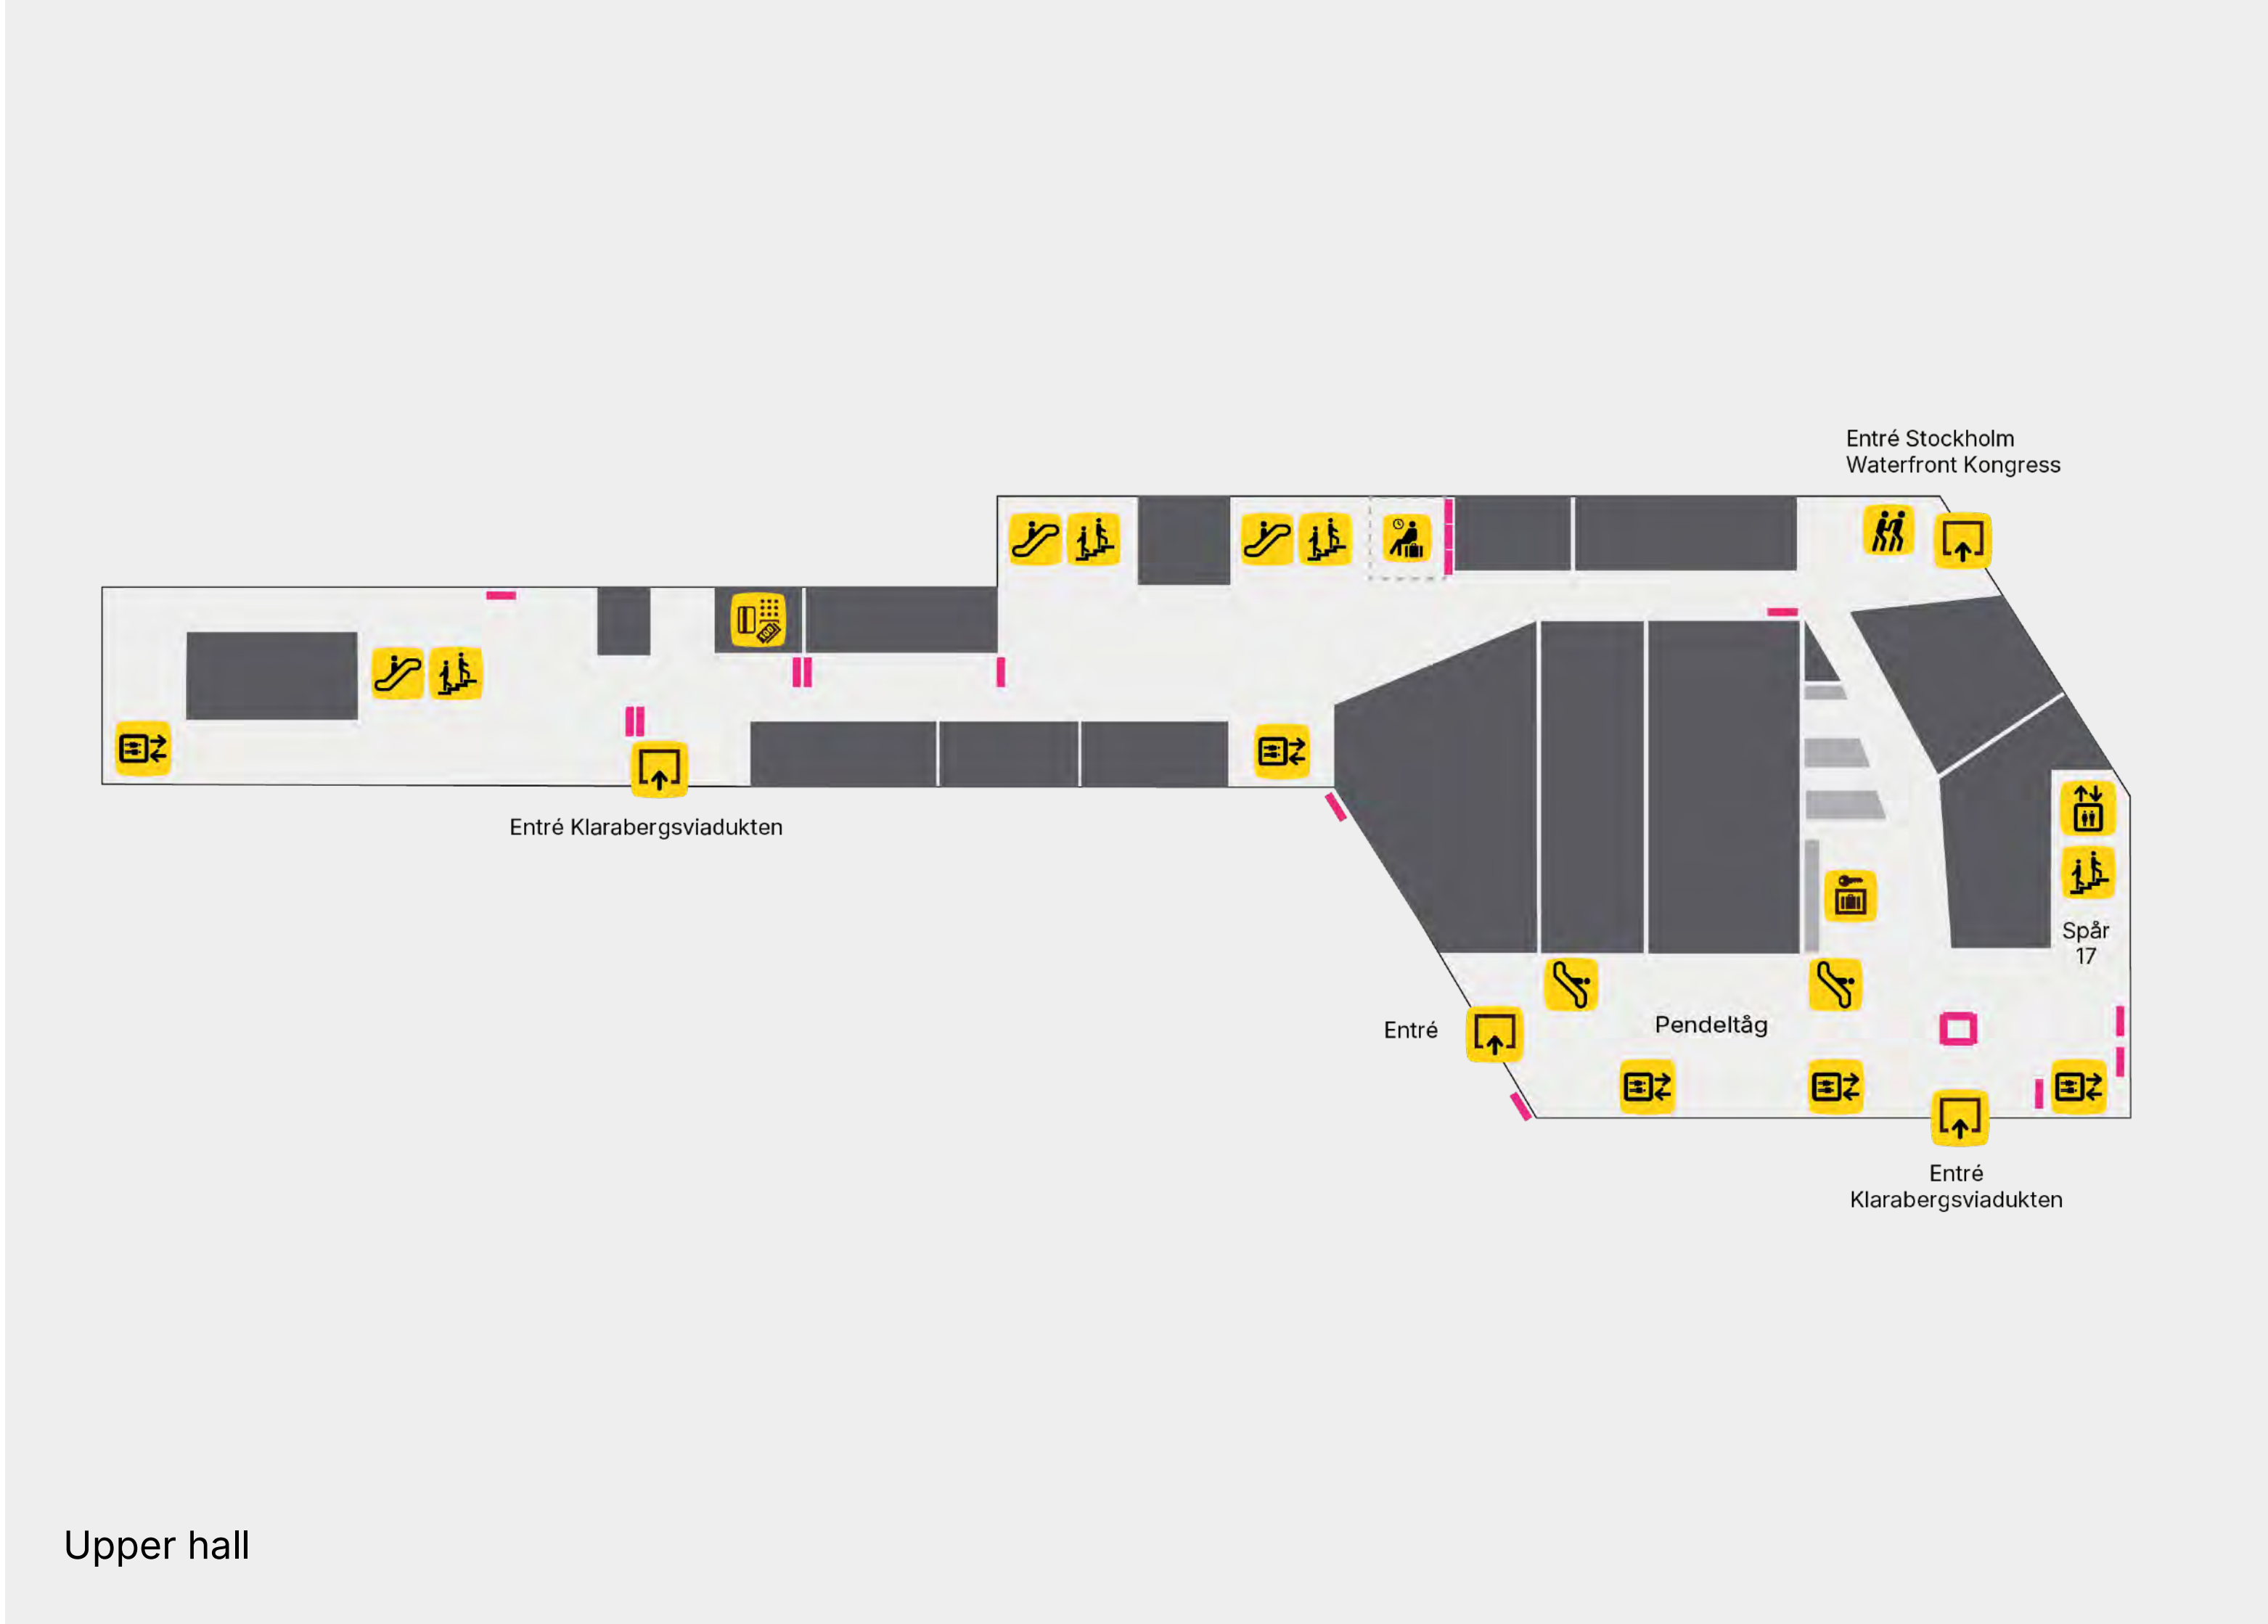 Entré Stockholm
Waterfront Kongress
Entré Klarabergsviadukten
Spår
17
Entré
Pendeltåg
Entré
Klarabergsviadukten
Upper hall